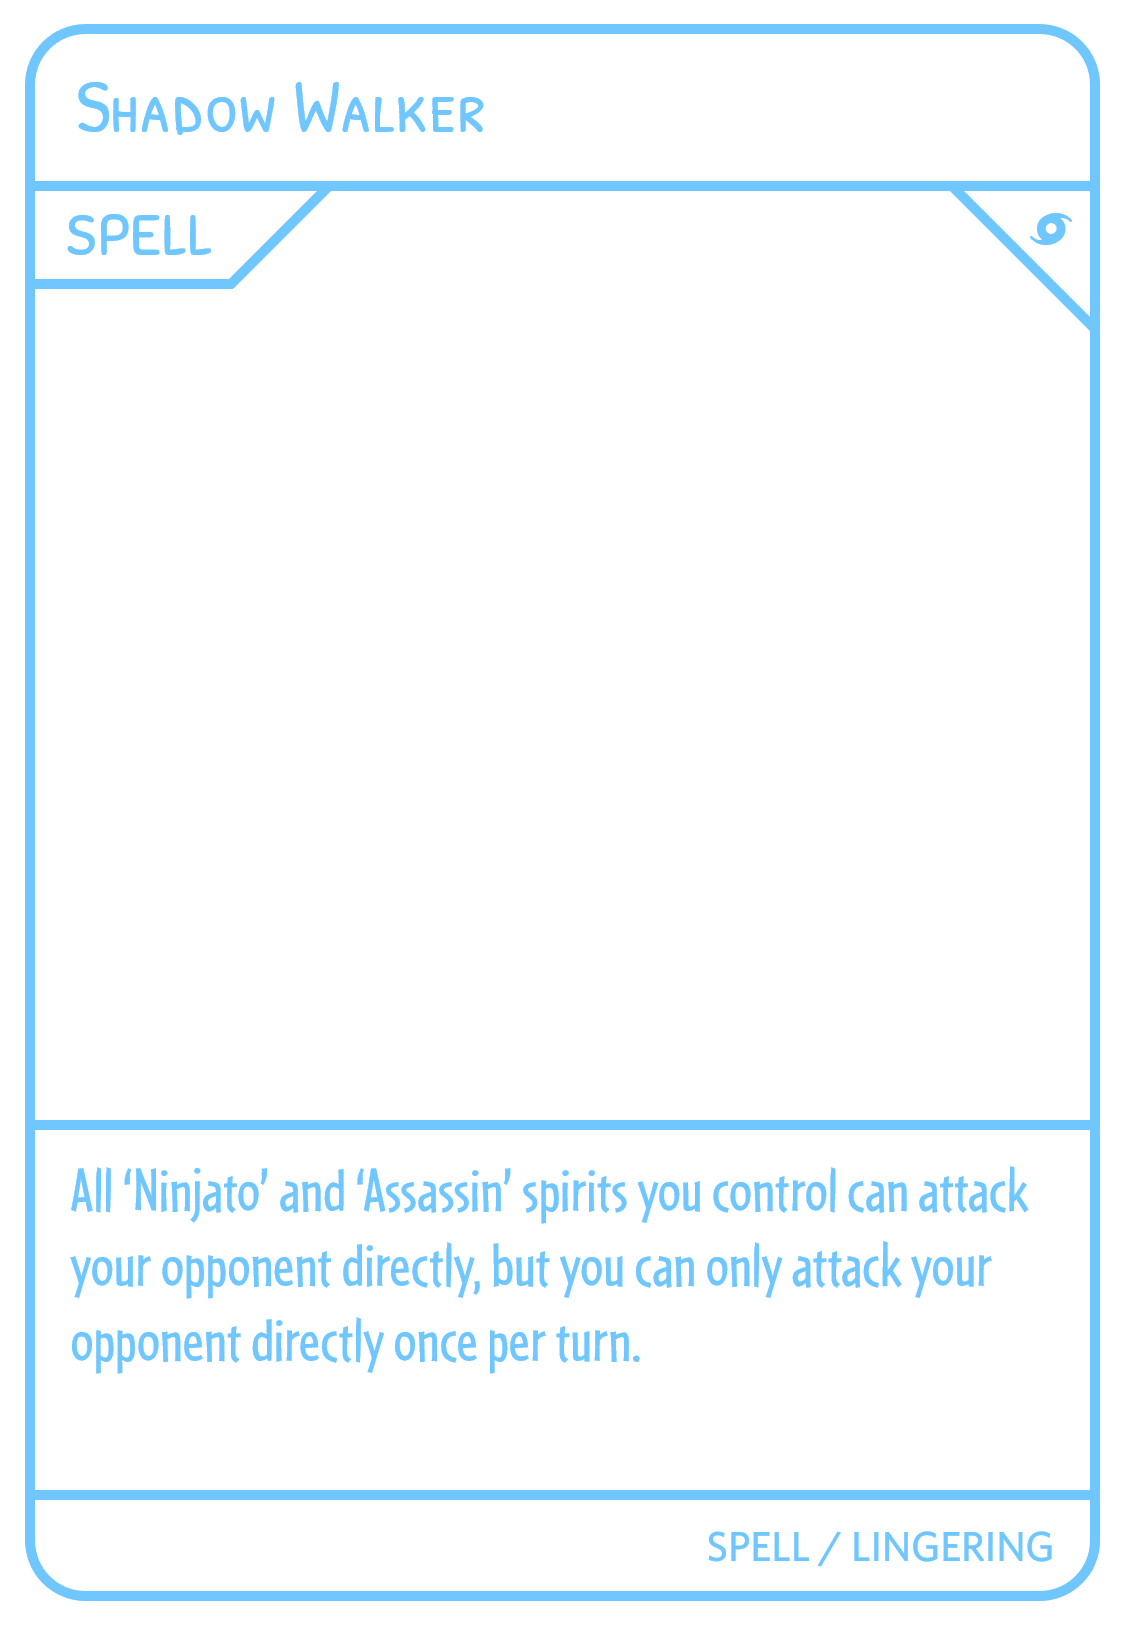 Shadow Walker
SPELL
All ‘Ninjato’ and ‘Assassin’ spirits you control can attack
your opponent directly, but you can only attack your
opponent directly once per turn.
SPELL / LINGERING